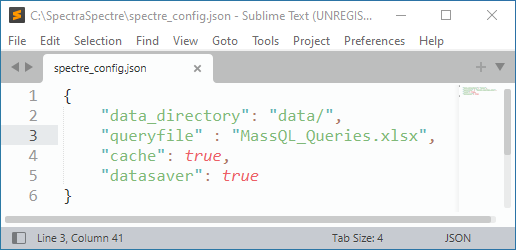 C:\SpectraSpectre\spectre_config.json - Sublime Text (UNREGIS...
File Edit Selection Find View Goto Tools Project Preferences Help
spectre_config.json ×
1 {
2 "data_directory": "data/",
3 "queryfile" : "MassQL_Queries.xlsx",
4 "cache": true,
5 "datasaver": true
6 }
Line 3, Column 41 Tab Size: 4 JSON